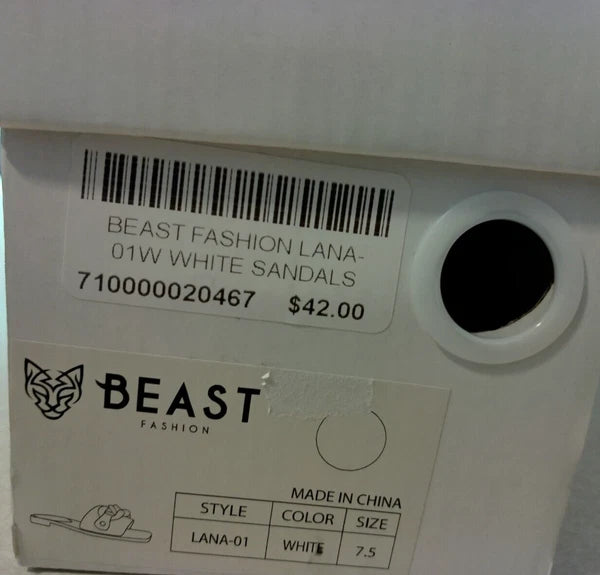 BEAST FASHION LANA-
01W WHITE SANDALS
710000020467 $42.00
BEAST
FASHION
MADE IN CHINA
STYLE COLOR SIZE
LANA-01 WHITE 7.5